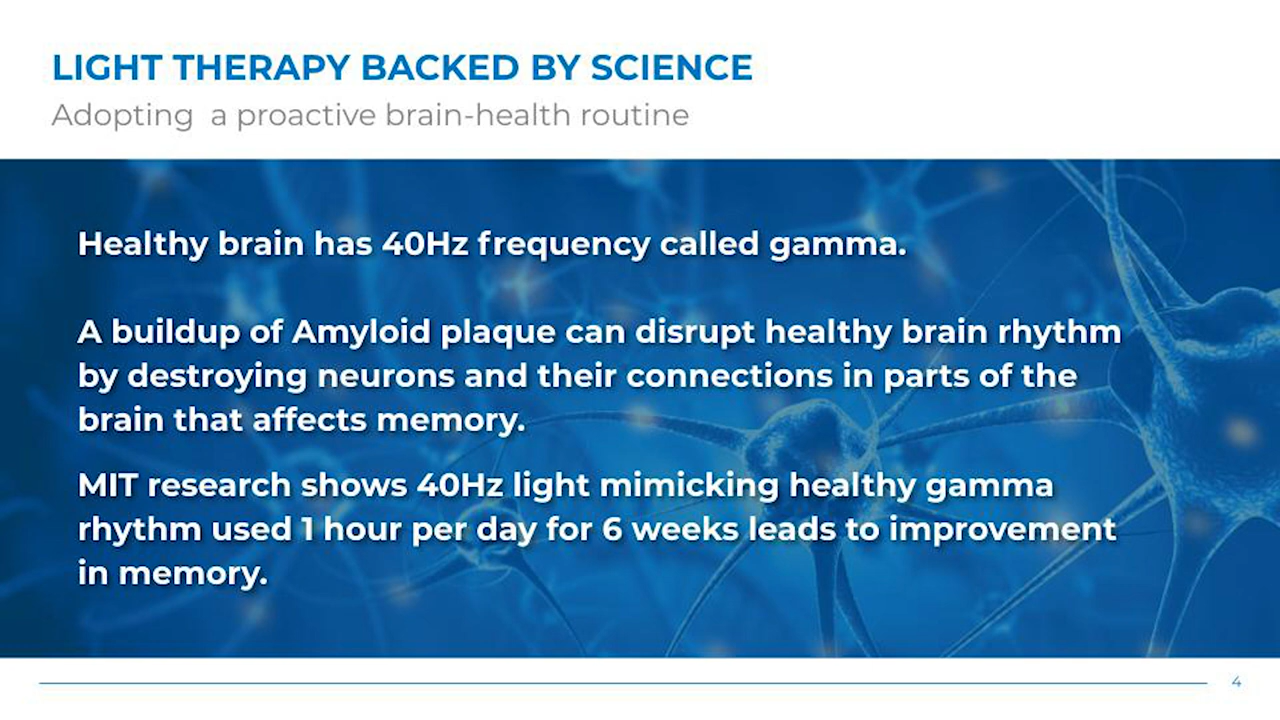 LIGHT THERAPY BACKED BY SCIENCE
Adopting  a proactive brain-health routine
Healthy brain has 40Hz frequency called gamma.
A buildup of Amyloid plaque can disrupt healthy brain rhythm
by destroying neurons and their connections in parts of the
brain that affects memory.
MIT research shows 40Hz light mimicking healthy gamma
rhythm used 1 hour per day for 6 weeks leads to improvement
in memory.
4